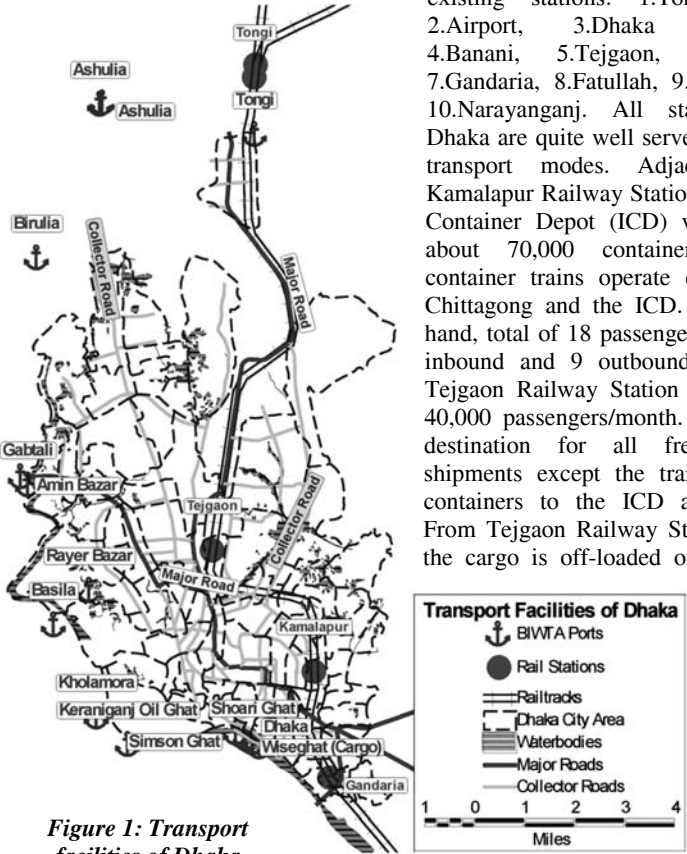 existing stations: 1.Ton
2.Airport, 3.Dhaka
4.Banani, 5.Tejgaon,
7.Gandaria, 8.Fatullah, 9.
10.Narayanganj. All sta
Dhaka are quite well serve
transport modes. Adjac
Kamalapur Railway Station
Container Depot (ICD) w
about 70,000 container
container trains operate
Chittagong and the ICD.
hand, total of 18 passenge
inbound and 9 outbound
Tejgaon Railway Station
40,000 passengers/month.
destination for all fre
shipments except the trai
containers to the ICD a
From Tejgaon Railway St
the cargo is off-loaded o
Tongi
Ashulia
Ashulia
Tongi
Birulia
Collector Road
Major Road
Gabtali
Amin Bazar
Tejgaon
Collector Road
Rayer Bazar
Major Road
Basila
Kamalapur
Kholamora
Keraniganj Oil Ghat
Shoari Ghat
Dhaka
Simson Ghat
Wiseghat (Cargo)
Gandaria
Transport Facilities of Dhaka
BIWTA Ports
Rail Stations
Railtracks
Dhaka City Area
Waterbodies
Major Roads
Collector Roads
1 0 1 2 3 4
Miles
Figure 1: Transport
facilities of Dhaka